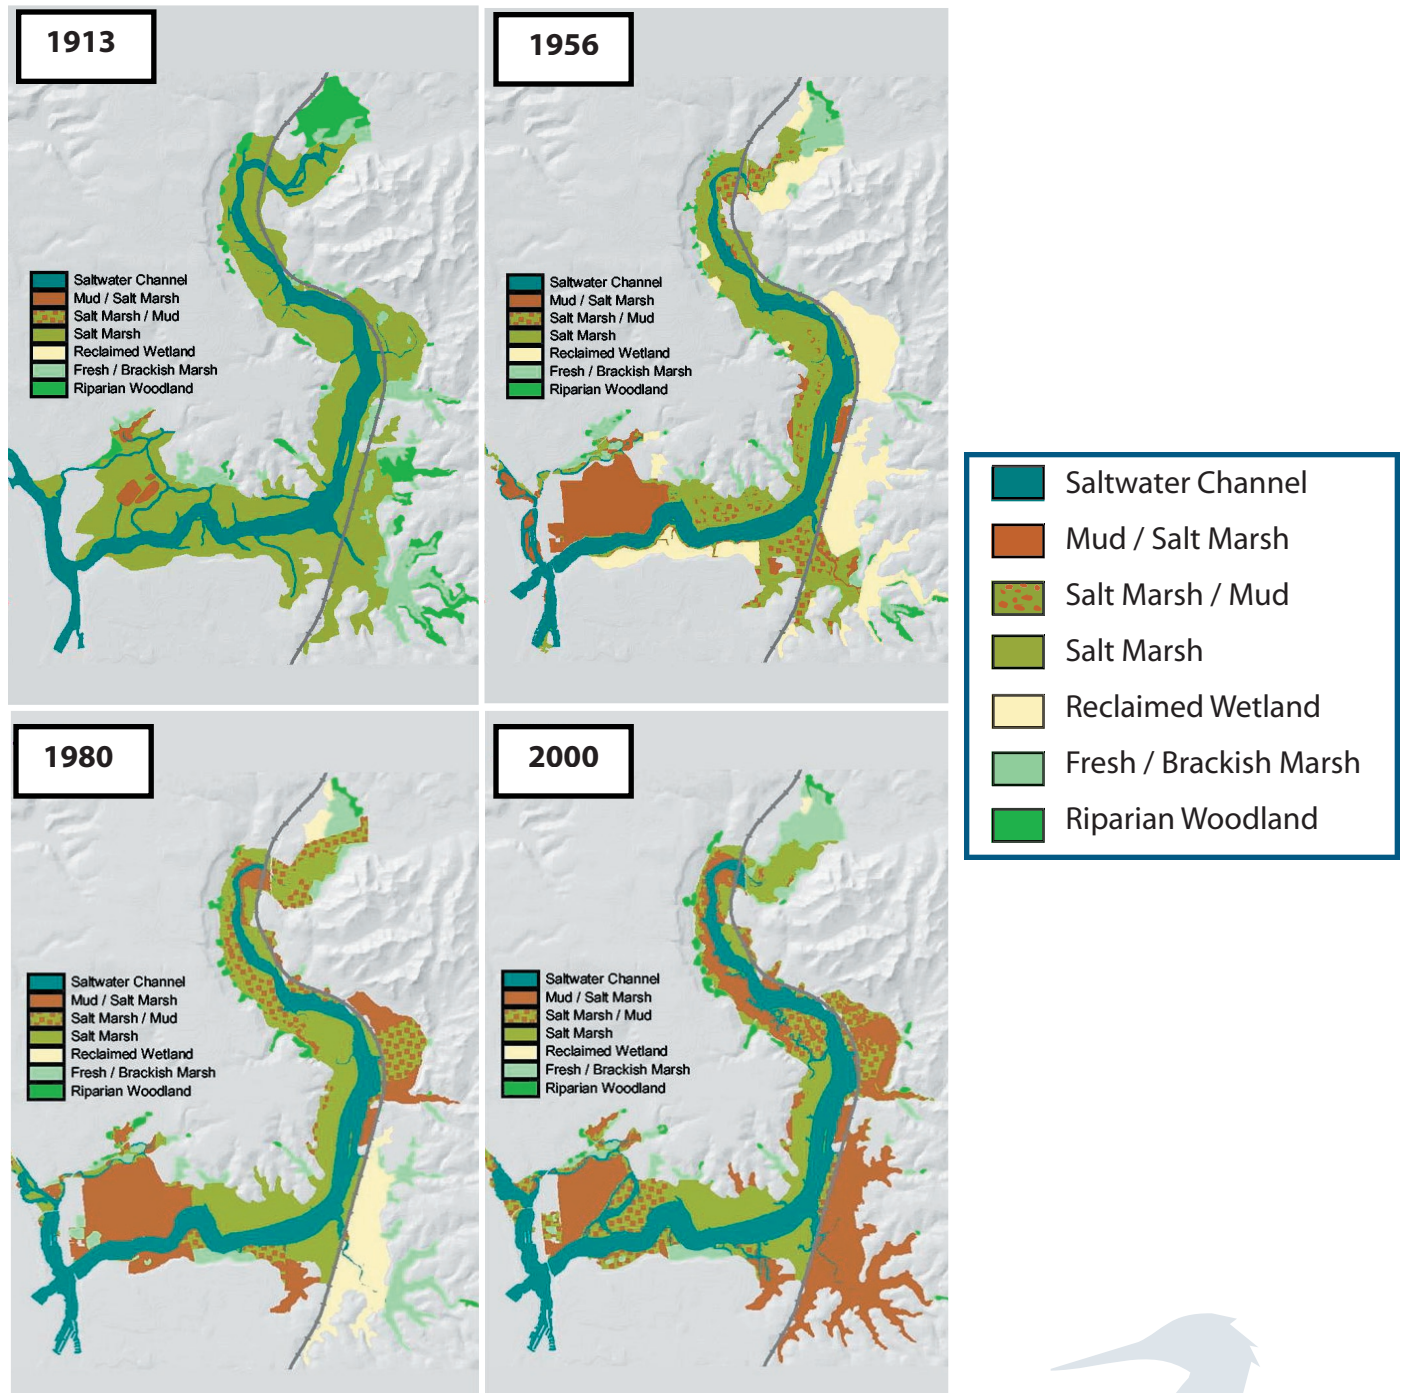 1913
Saltwater Channel
Mud / Salt Marsh
Salt Marsh / Mud
Salt Marsh
Reclaimed Wetland
Fresh / Brackish Marsh
Riparian Woodland
1956
Saltwater Channel
Mud / Salt Marsh
Salt Marsh / Mud
Salt Marsh
Reclaimed Wetland
Fresh / Brackish Marsh
Riparian Woodland
Saltwater Channel
Mud / Salt Marsh
Salt Marsh / Mud
Salt Marsh
Reclaimed Wetland
Fresh / Brackish Marsh
Riparian Woodland
1980
Saltwater Channel
Mud / Salt Marsh
Salt Marsh / Mud
Salt Marsh
Reclaimed Wetland
Fresh / Brackish Marsh
Riparian Woodland
2000
Saltwater Channel
Mud / Salt Marsh
Salt Marsh / Mud
Salt Marsh
Reclaimed Wetland
Fresh / Brackish Marsh
Riparian Woodland